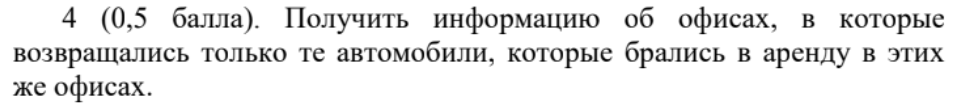 4 (0,5 балла). Получить информацию об офисах, в которые
возвращались только те автомобили, которые брались в аренду в этих
же офисах.